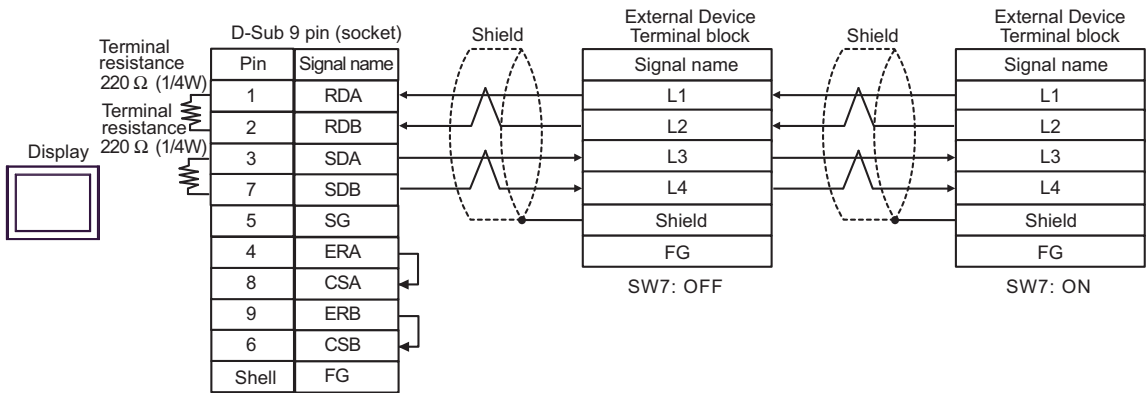 Display
Terminal
resistance
220 Ω (1/4W)
Terminal
resistance
220 Ω (1/4W)
D-Sub 9 pin (socket)
Pin Signal name
1 RDA
2 RDB
3 SDA
7 SDB
5 SG
4 ERA
8 CSA
9 ERB
6 CSB
Shell FG
Shield
External Device
Terminal block
Signal name
L1
L2
L3
L4
Shield
FG
SW7: OFF
Shield
External Device
Terminal block
Signal name
L1
L2
L3
L4
Shield
FG
SW7: ON